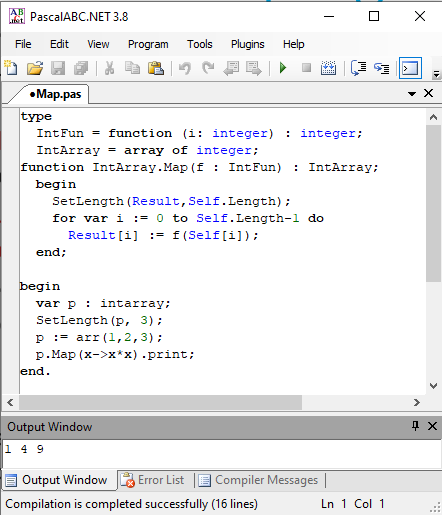 PascalABC.NET 3.8
File Edit View Program Tools Plugins Help
•Map.pas
type
IntFun = function (i: integer) : integer;
IntArray = array of integer;
function IntArray.Map(f : IntFun) : IntArray;
begin
SetLength(Result,Self.Length);
for var i := 0 to Self.Length-1 do
Result[i] := f(Self[i]);
end;
begin
var p : intarray;
SetLength(p, 3);
p := arr(1,2,3);
p.Map(x->x*x).print;
end.
Output Window
1 4 9
Output Window Error List Compiler Messages
Compilation is completed successfully (16 lines) Ln 1 Col 1